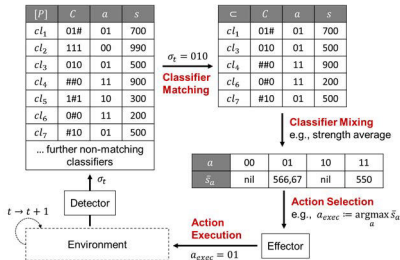 [P] C a s
cl1 01# 01 700
cl2 111 00 990
cl3 010 01 500
cl4 ##0 11 900
cl5 1#1 10 300
cl6 0#0 11 200
cl7 #10 01 500
... further non-matching
classifiers
σt = 010
Classifier
Matching
⊂ C a s
cl1 01# 01 700
cl3 010 01 500
cl4 ##0 11 900
cl6 0#0 11 200
cl7 #10 01 500
Classifier Mixing
e.g., strength average
a 00 01 10 11
s̄a nil 566,67 nil 550
Action Selection
e.g., aexec ≔ argmax s̄a
a
Effector
Action
Execution
aexec = 01
Environment
t → t + 1
Detector
σt